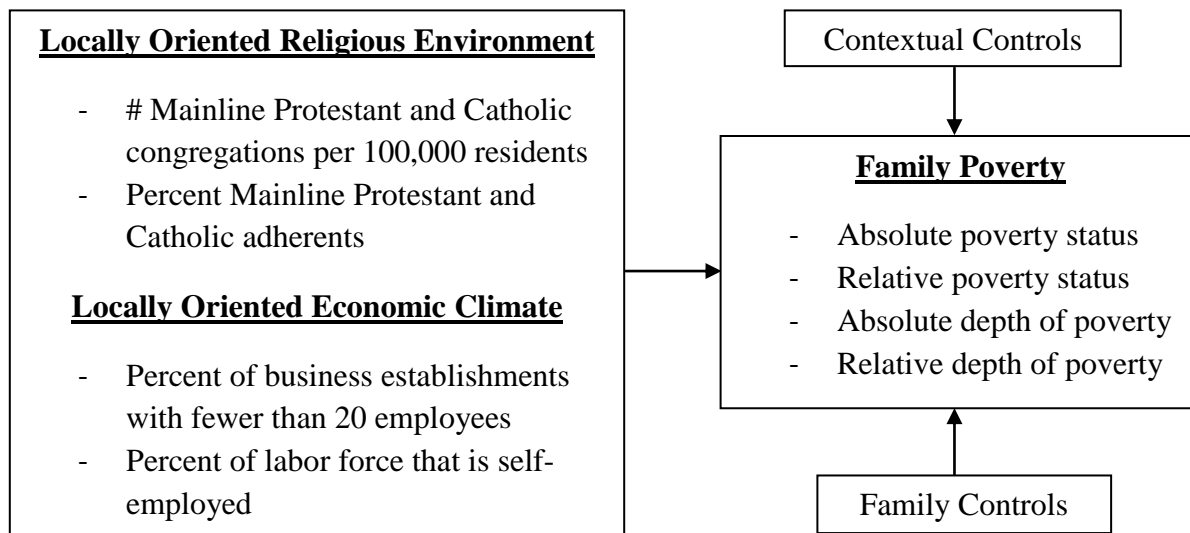 Locally Oriented Religious Environment
- # Mainline Protestant and Catholic
congregations per 100,000 residents
- Percent Mainline Protestant and
Catholic adherents
Locally Oriented Economic Climate
- Percent of business establishments
with fewer than 20 employees
- Percent of labor force that is self-
employed
Contextual Controls
Family Poverty
- Absolute poverty status
- Relative poverty status
- Absolute depth of poverty
- Relative depth of poverty
Family Controls